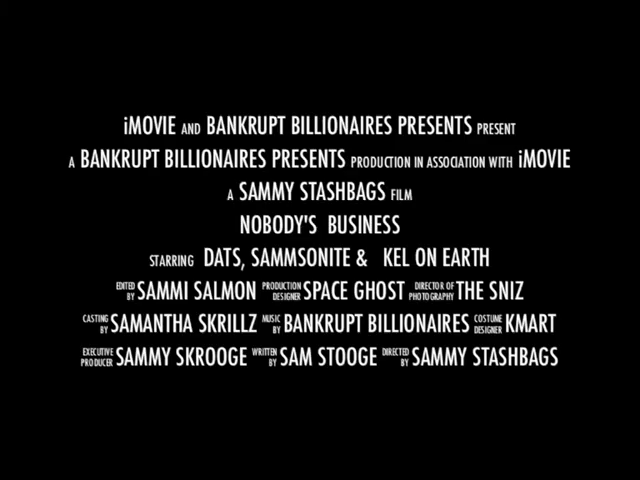 iMOVIE AND BANKRUPT BILLIONAIRES PRESENTS PRESENT
A BANKRUPT BILLIONAIRES PRESENTS PRODUCTION IN ASSOCIATION WITH iMOVIE
A SAMMY STASHBAGS FILM
NOBODY'S BUSINESS
STARRING DATS, SAMMSONITE & KEL ON EARTH
EDITED BY SAMMI SALMON PRODUCTION DESIGNER SPACE GHOST DIRECTOR OF PHOTOGRAPHY THE SNIZ
CASTING BY SAMANTHA SKRILLZ MUSIC BY BANKRUPT BILLIONAIRES COSTUME DESIGNER KMART
EXECUTIVE PRODUCER SAMMY SKROOGE WRITTEN BY SAM STOOGE DIRECTED BY SAMMY STASHBAGS